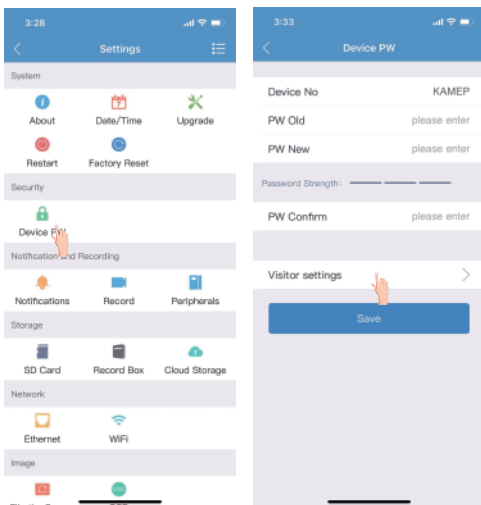 3:28
Settings
System
About
Date/Time
Upgrade
Restart
Factory Reset
Security
Device PW
Notification and Recording
Notifications
Record
Peripherals
Storage
SD Card
Record Box
Cloud Storage
Network
Ethernet
WiFi
Image
3:33
Device PW
Device No KAMEP
PW Old please enter
PW New please enter
Password Strength:
PW Confirm please enter
Visitor settings
Save